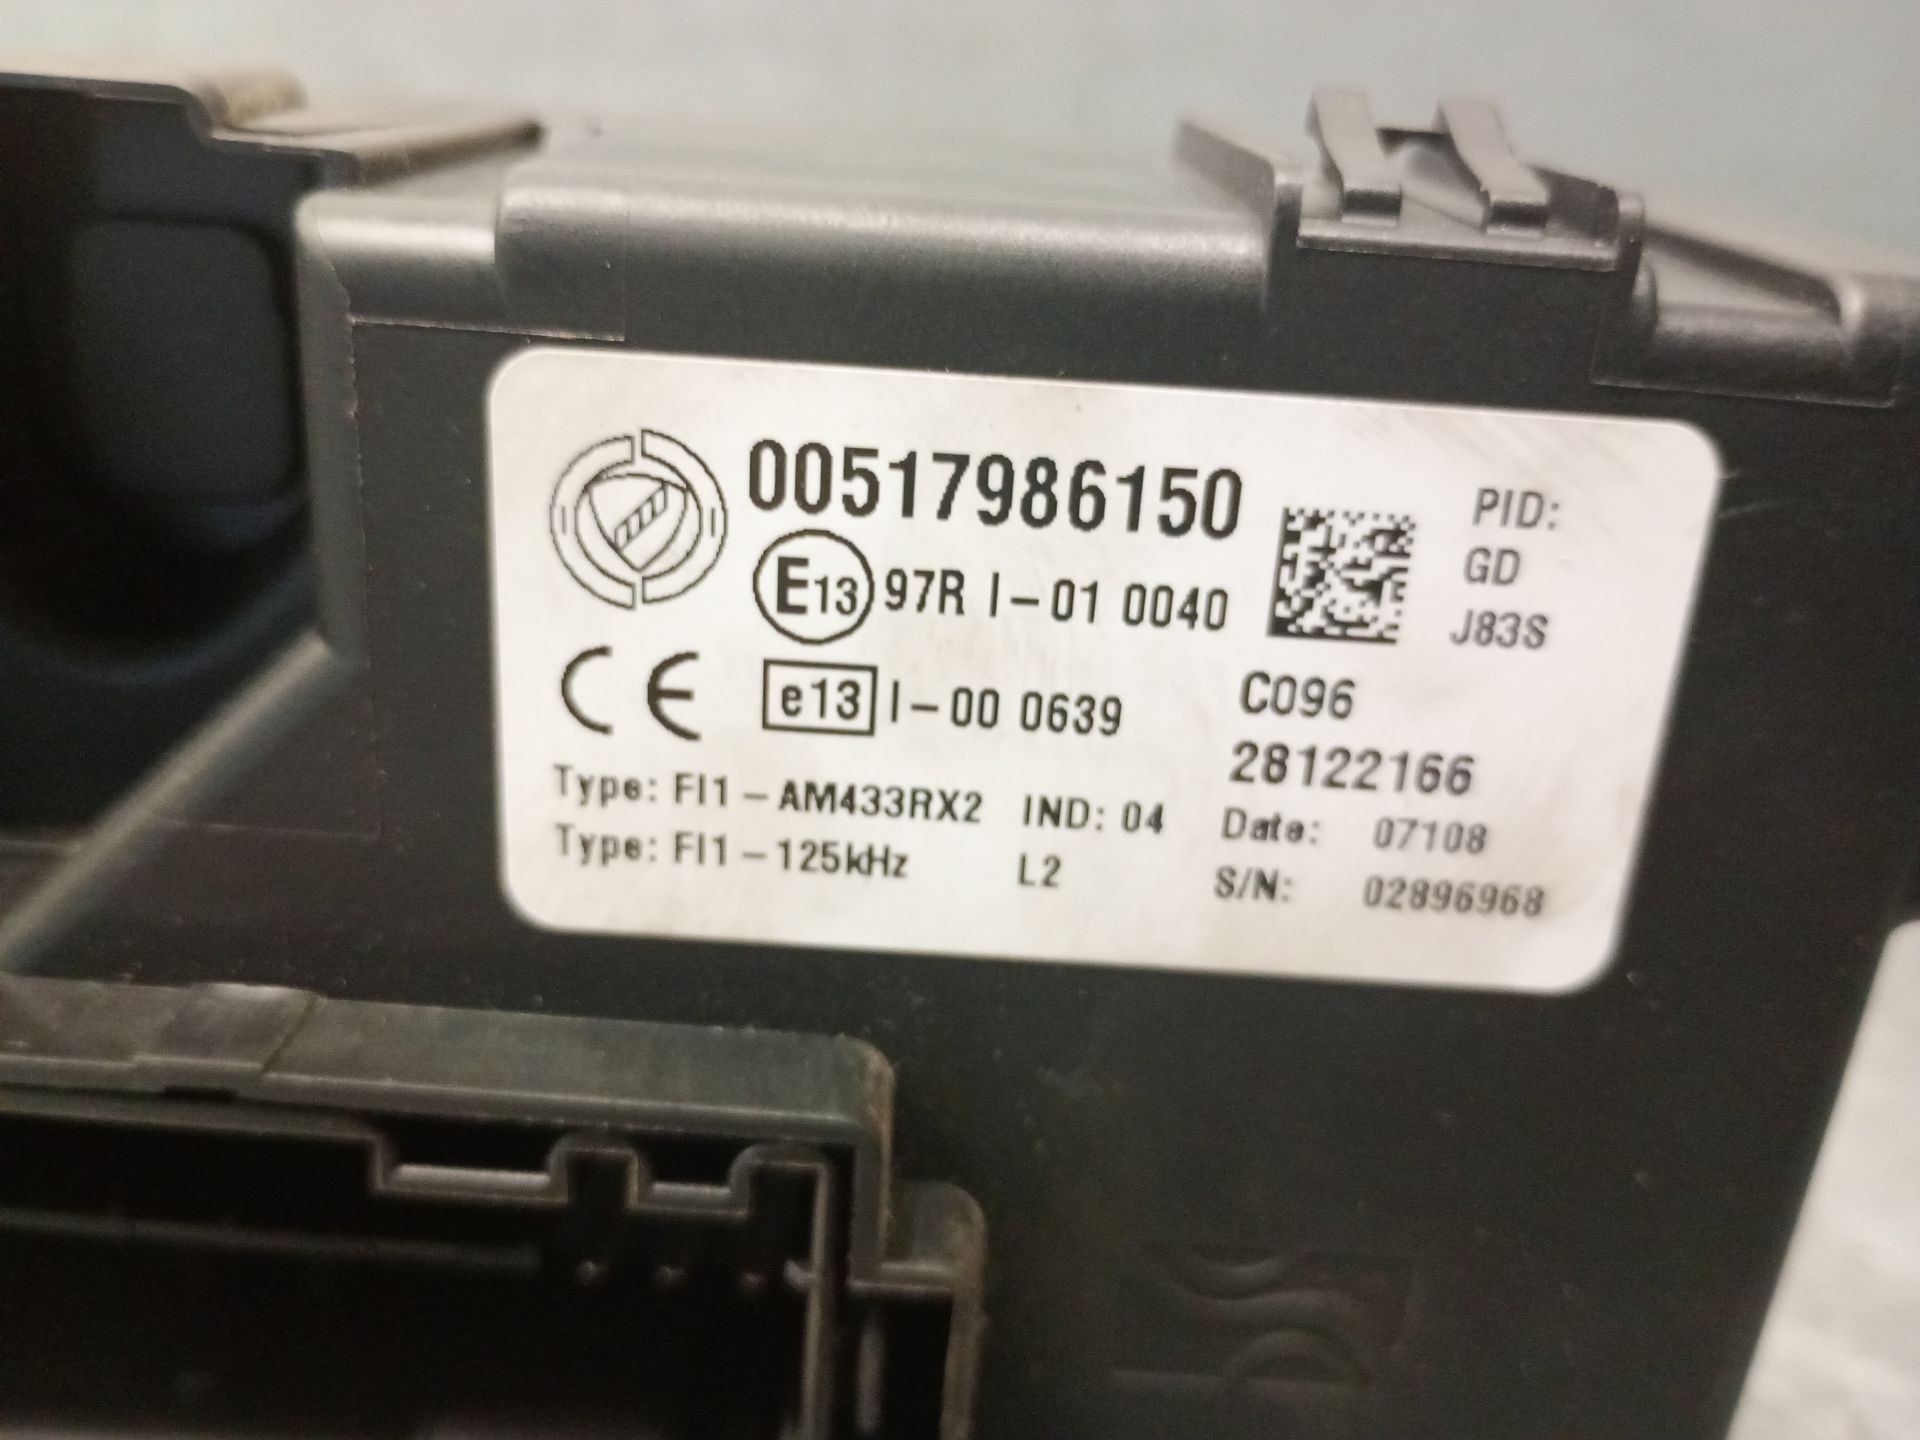 00517986150
E13 97R I-01 0040
CE e13 I-00 0639
Type: FI1-AM433RX2 IND: 04
Type: FI1-125kHz L2
PID:
GD
J83S
C096
28122166
Date: 07108
S/N: 02896968